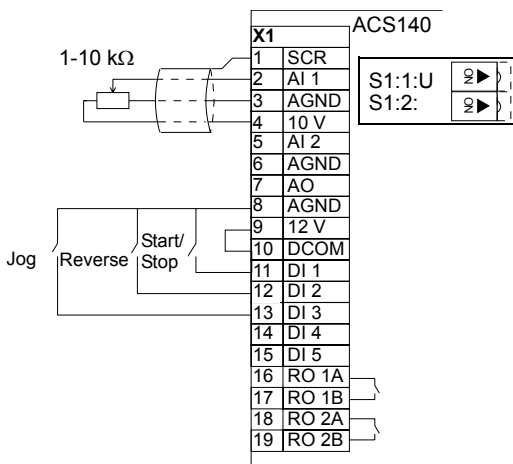 ACS140
X1
1-10 kΩ
1 SCR
2 AI 1
3 AGND
4 10 V
5 AI 2
6 AGND
7 AO
8 AGND
9 12 V
10 DCOM
11 DI 1
12 DI 2
13 DI 3
14 DI 4
15 DI 5
16 RO 1A
17 RO 1B
18 RO 2A
19 RO 2B
S1:1:U
S1:2:
ON
ON
Jog
Reverse
Start/
Stop